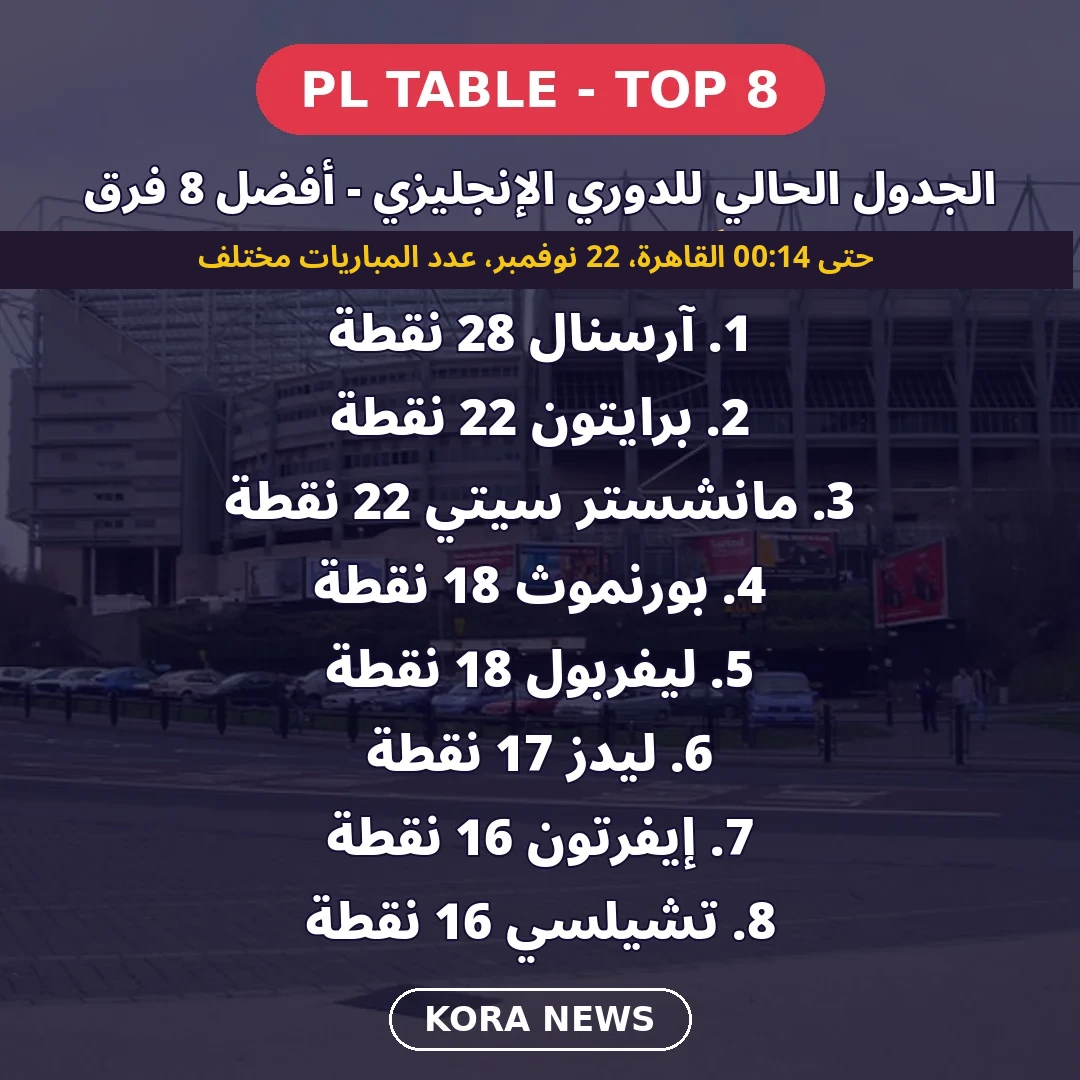 PL TABLE - TOP 8
الجدول الحالي للدوري الإنجليزي - أفضل 8 فرق
حتى 00:14 القاهرة، 22 نوفمبر، عدد المباريات مختلف
1. آرسنال 28 نقطة
2. برايتون 22 نقطة
3. مانشستر سيتي 22 نقطة
4. بورنموث 18 نقطة
5. ليفربول 18 نقطة
6. ليدز 17 نقطة
7. إيفرتون 16 نقطة
8. تشيلسي 16 نقطة
KORA NEWS